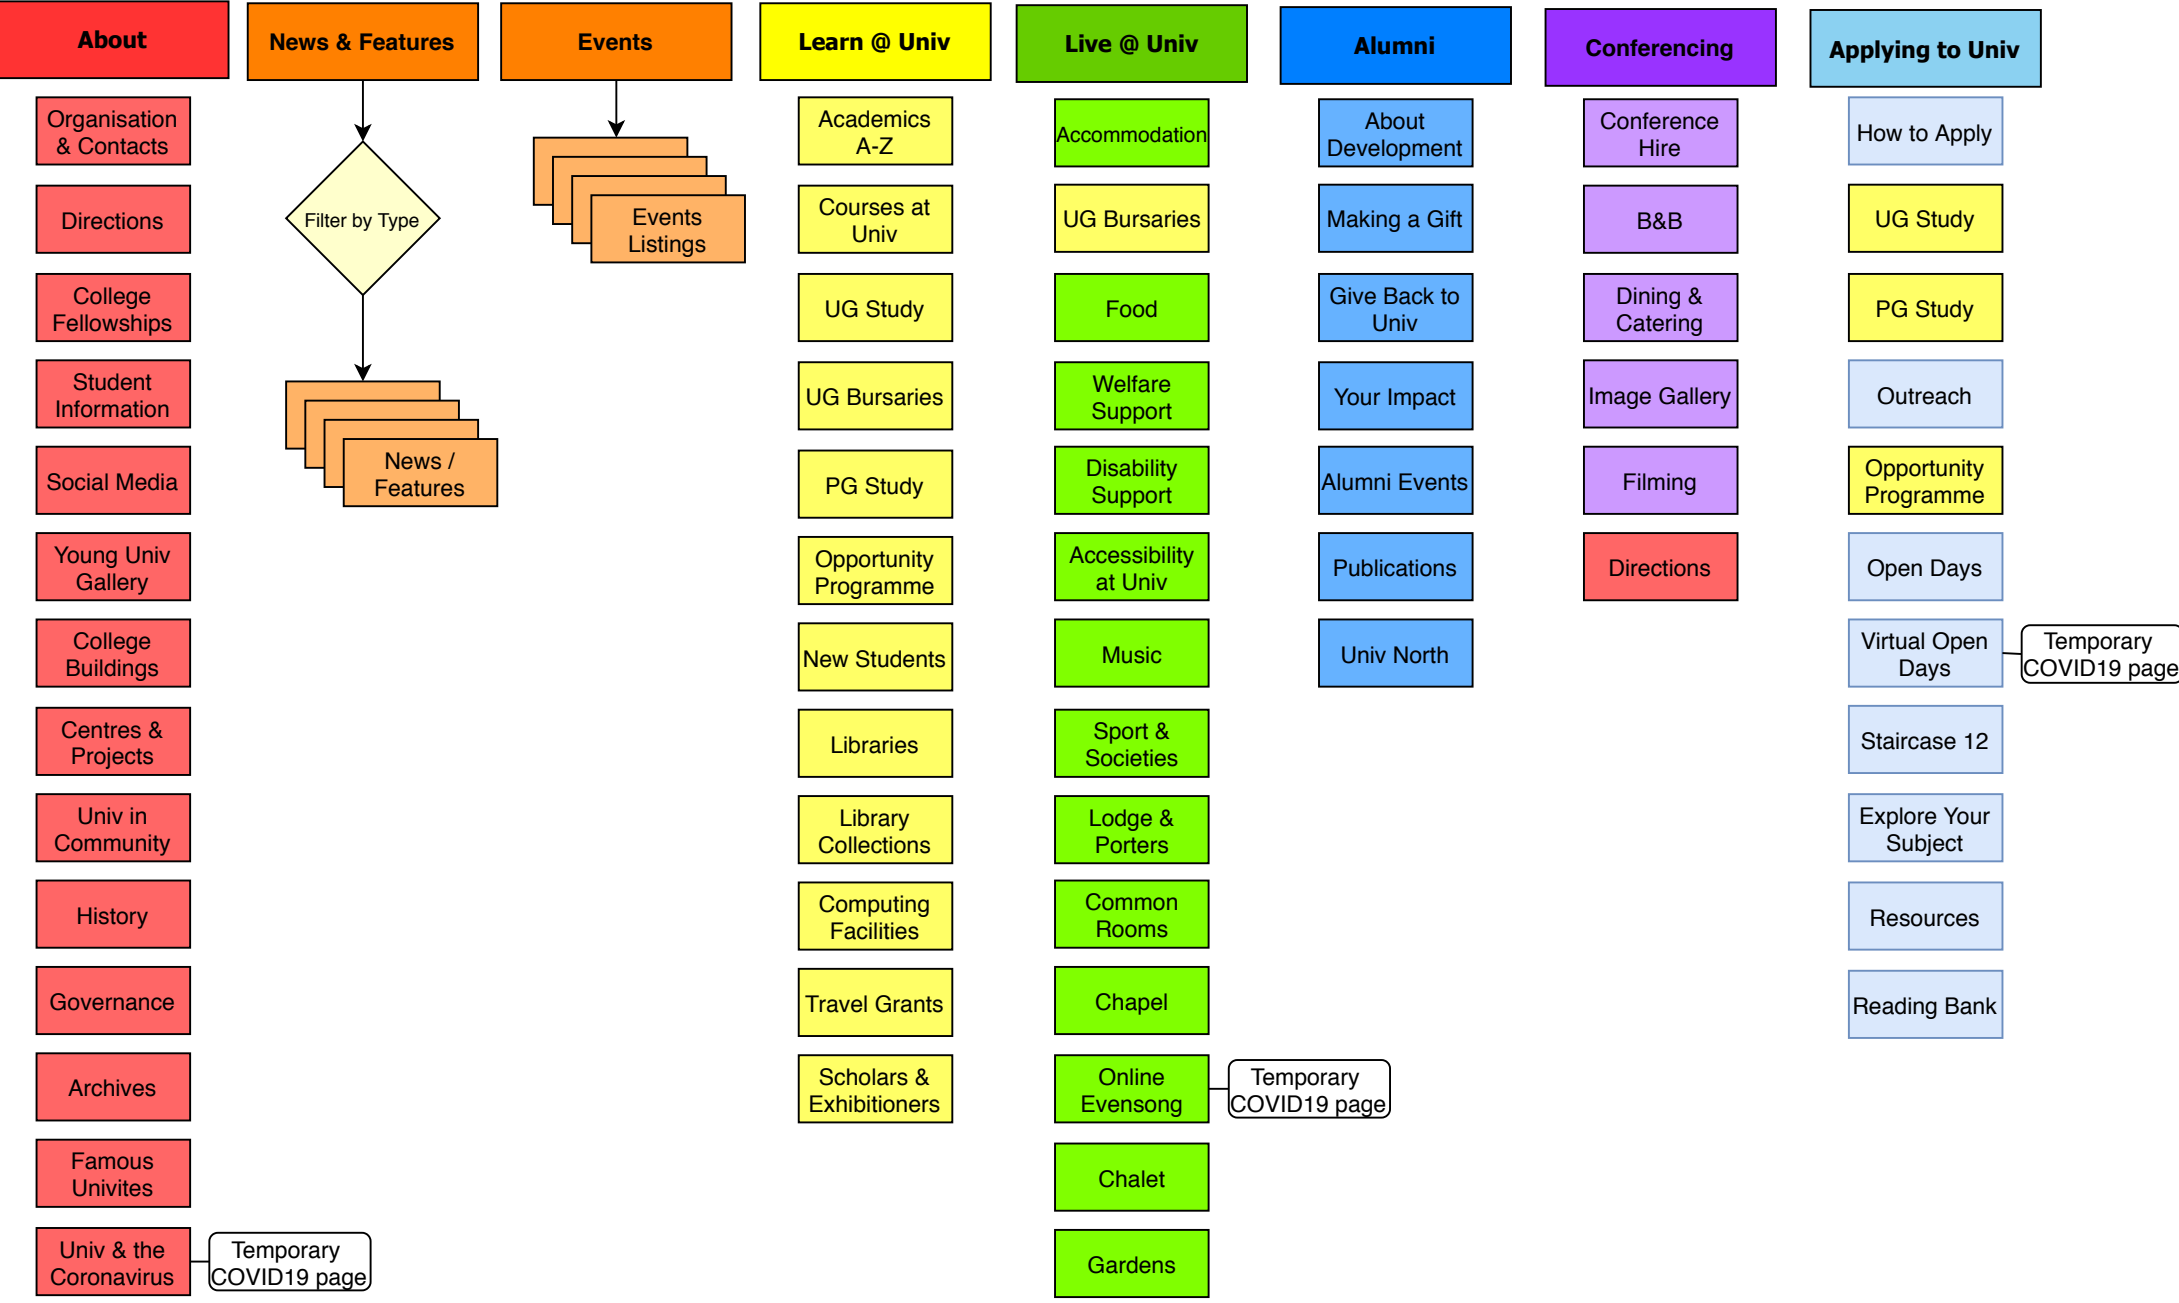 About
News & Features
Events
Learn @ Univ
Live @ Univ
Alumni
Conferencing
Applying to Univ
Organisation
& Contacts
Directions
College
Fellowships
Student
Information
Social Media
Young Univ
Gallery
College
Buildings
Centres &
Projects
Univ in
Community
History
Governance
Archives
Famous
Univites
Univ & the
Coronavirus
Temporary
COVID19 page
Filter by Type
News /
Features
Events
Listings
Academics
A-Z
Courses at
Univ
UG Study
UG Bursaries
PG Study
Opportunity
Programme
New Students
Libraries
Library
Collections
Computing
Facilities
Travel Grants
Scholars &
Exhibitioners
Accommodation
UG Bursaries
Food
Welfare
Support
Disability
Support
Accessibility
at Univ
Music
Sport &
Societies
Lodge &
Porters
Common
Rooms
Chapel
Online
Evensong
Temporary
COVID19 page
Chalet
Gardens
About
Development
Making a Gift
Give Back to
Univ
Your Impact
Alumni Events
Publications
Univ North
Conference
Hire
B&B
Dining &
Catering
Image Gallery
Filming
Directions
How to Apply
UG Study
PG Study
Outreach
Opportunity
Programme
Open Days
Virtual Open
Days
Temporary
COVID19 page
Staircase 12
Explore Your
Subject
Resources
Reading Bank